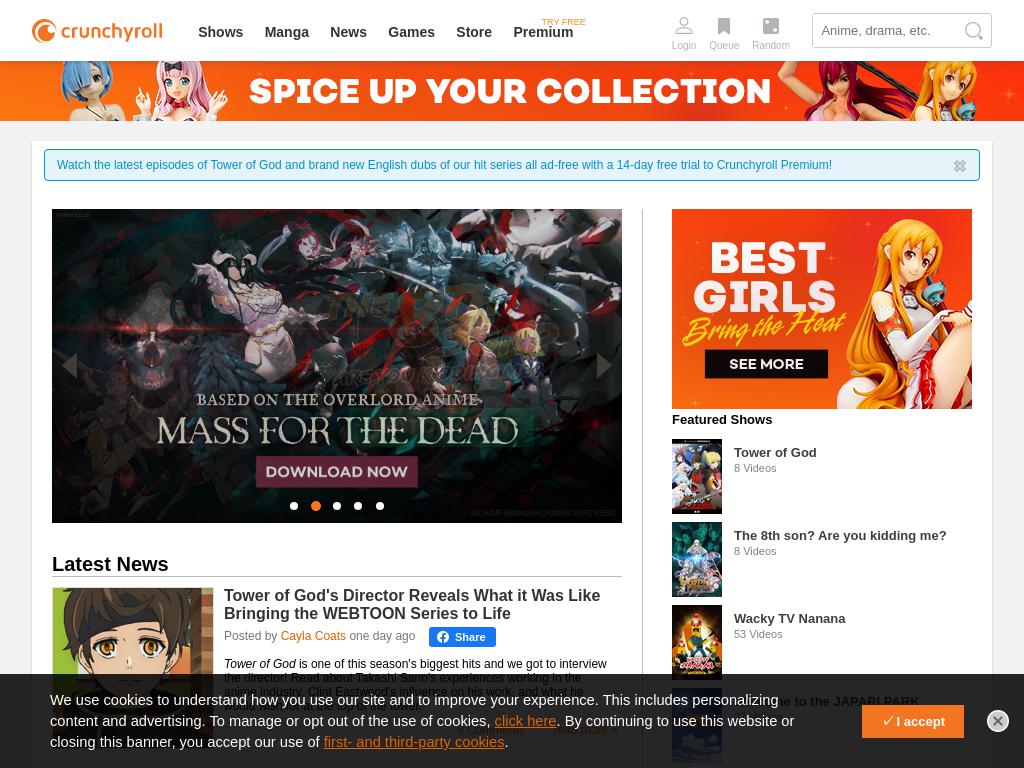 crunchyroll
Shows Manga News Games Store Premium
TRY FREE
Login Queue Random
Anime, drama, etc.
SPICE UP YOUR COLLECTION
Watch the latest episodes of Tower of God and brand new English dubs of our hit series all ad-free with a 14-day free trial to Crunchyroll Premium!
BASED ON THE OVERLORD ANIME
MASS FOR THE DEAD
DOWNLOAD NOW
BEST
GIRLS
Bring the Heat
SEE MORE
Featured Shows
Tower of God
8 Videos
The 8th son? Are you kidding me?
8 Videos
Wacky TV Nanana
53 Videos
to the JAPARI PARK
Latest News
Tower of God's Director Reveals What it Was Like
Bringing the WEBTOON Series to Life
Posted by Cayla Coats one day ago
Share
Tower of God is one of this season's biggest hits and we got to interview
the director! Read about Takashi Sano's experiences working in the
anime industry, Clint Eastwood's influence on his work, and what he
9 Comments read more »
We use cookies to understand how you use our site and to improve your experience. This includes personalizing
content and advertising. To manage or opt out of the use of cookies, click here. By continuing to use this website or
closing this banner, you accept our use of first- and third-party cookies.
✓ I accept